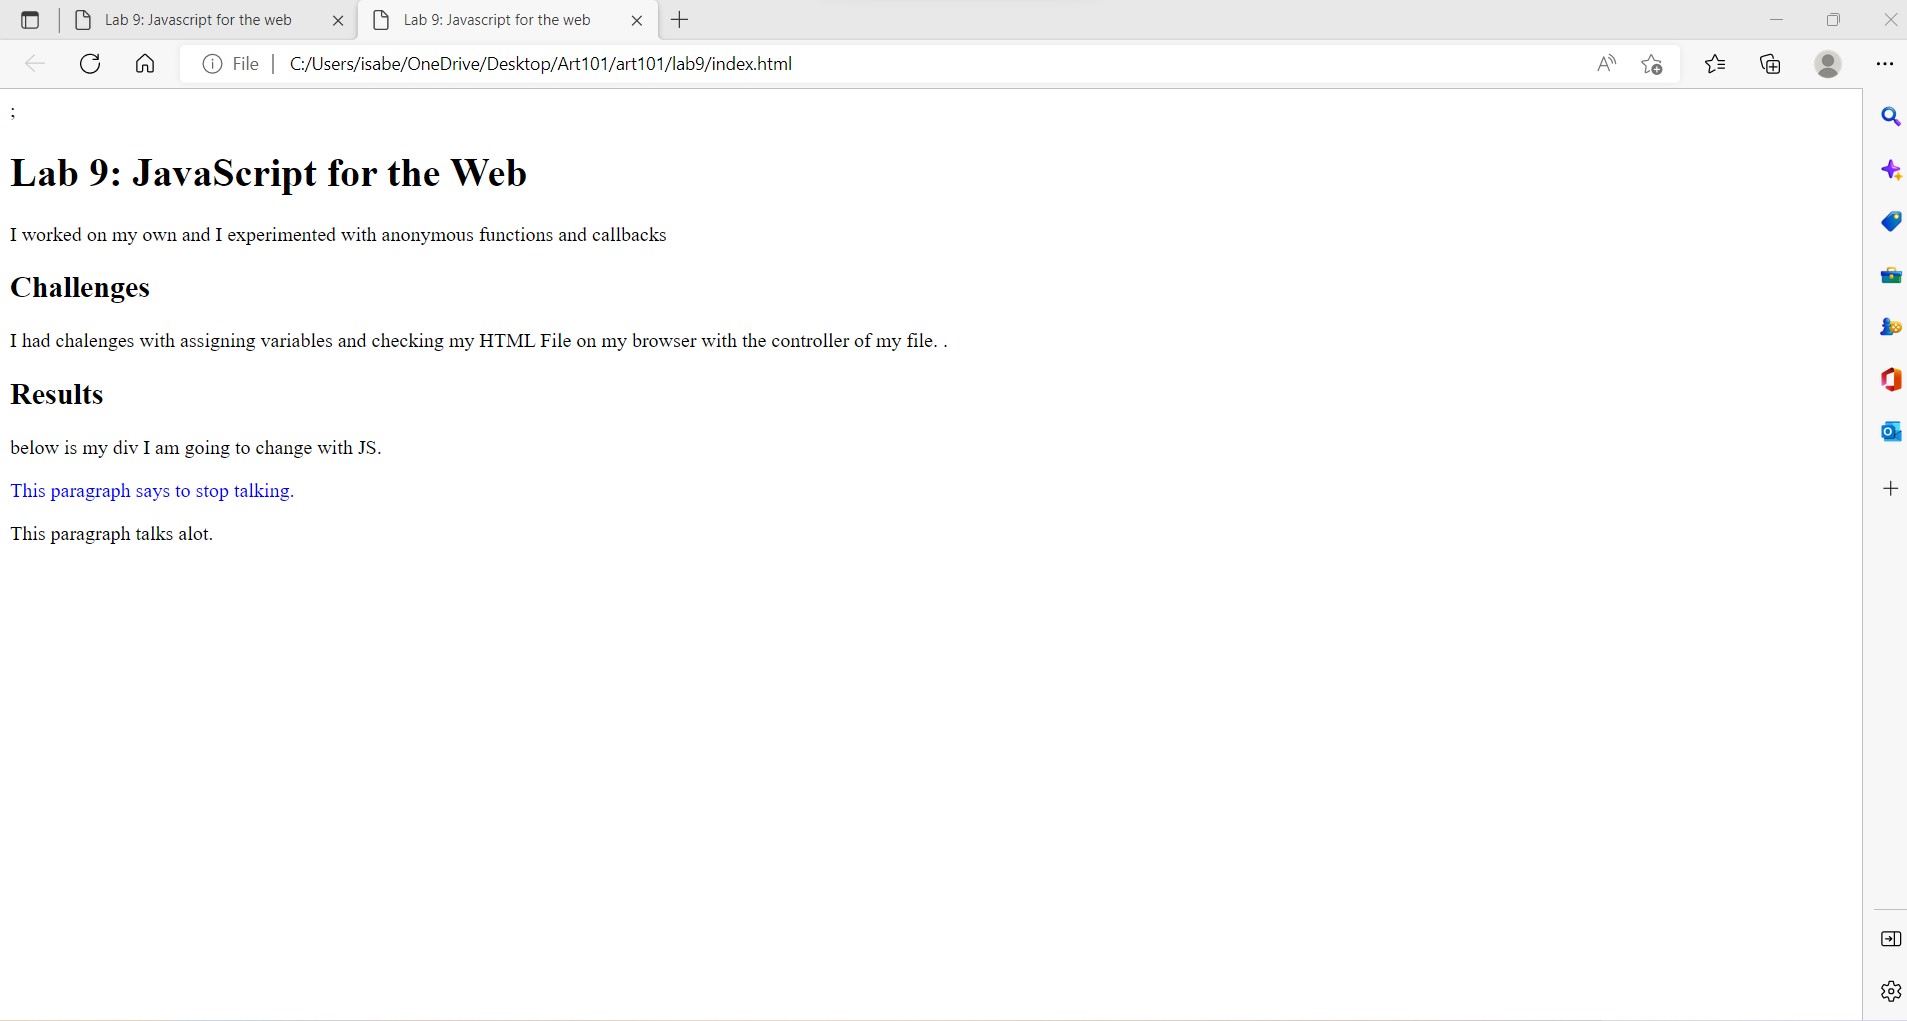 Lab 9: Javascript for the web
Lab 9: Javascript for the web
File
C:/Users/isabe/OneDrive/Desktop/Art101/art101/lab9/index.html
;
Lab 9: JavaScript for the Web
I worked on my own and I experimented with anonymous functions and callbacks
Challenges
I had chalenges with assigning variables and checking my HTML File on my browser with the controller of my file. .
Results
below is my div I am going to change with JS.
This paragraph says to stop talking.
This paragraph talks alot.